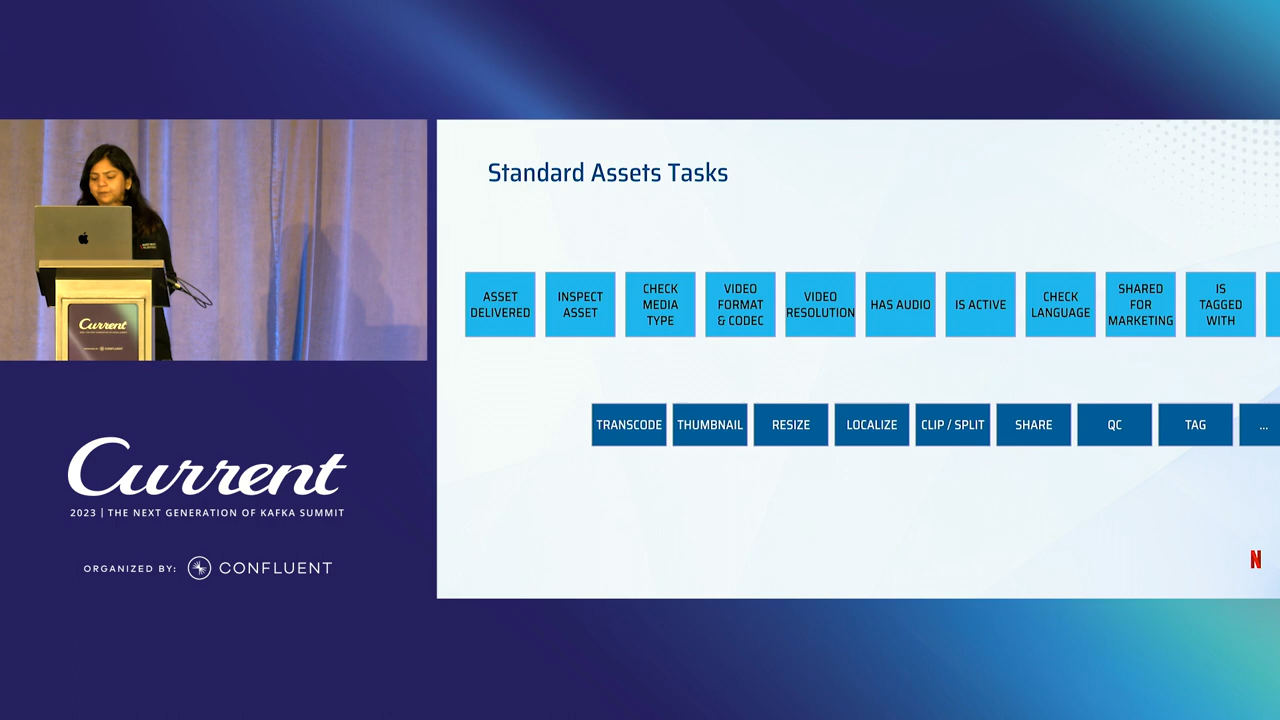 Standard Assets Tasks
ASSET
DELIVERED
INSPECT
ASSET
CHECK
MEDIA
TYPE
VIDEO
FORMAT
& CODEC
VIDEO
RESOLUTION
HAS AUDIO
IS ACTIVE
CHECK
LANGUAGE
SHARED
FOR
MARKETING
IS
TAGGED
WITH
TRANSCODE
THUMBNAIL
RESIZE
LOCALIZE
CLIP / SPLIT
SHARE
QC
TAG
...
N
Current
CONFLUENT
Current
2023 | THE NEXT GENERATION OF KAFKA SUMMIT
ORGANIZED BY: CONFLUENT